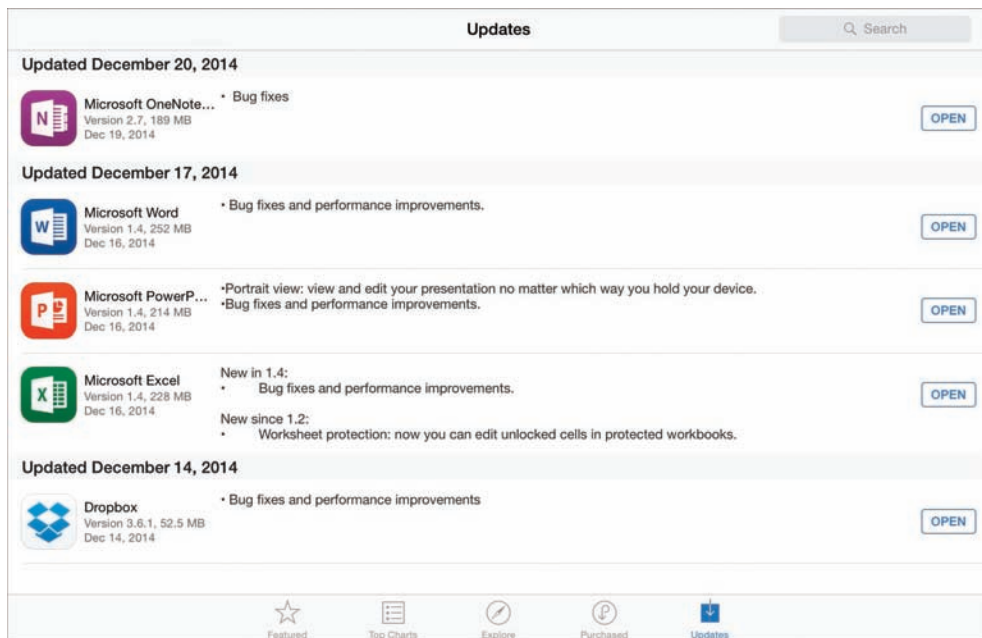 Updates
Search
Updated December 20, 2014
Microsoft OneNote...
Version 2.7, 189 MB
Dec 19, 2014
• Bug fixes
OPEN
Updated December 17, 2014
Microsoft Word
Version 1.4, 252 MB
Dec 16, 2014
• Bug fixes and performance improvements.
OPEN
Microsoft PowerP...
Version 1.4, 214 MB
Dec 16, 2014
•Portrait view: view and edit your presentation no matter which way you hold your device.
•Bug fixes and performance improvements.
OPEN
Microsoft Excel
Version 1.4, 228 MB
Dec 16, 2014
New in 1.4:
• Bug fixes and performance improvements.
New since 1.2:
• Worksheet protection: now you can edit unlocked cells in protected workbooks.
OPEN
Updated December 14, 2014
Dropbox
Version 3.6.1, 52.5 MB
Dec 14, 2014
• Bug fixes and performance improvements
OPEN
Featured
Top Charts
Explore
Purchased
Updates